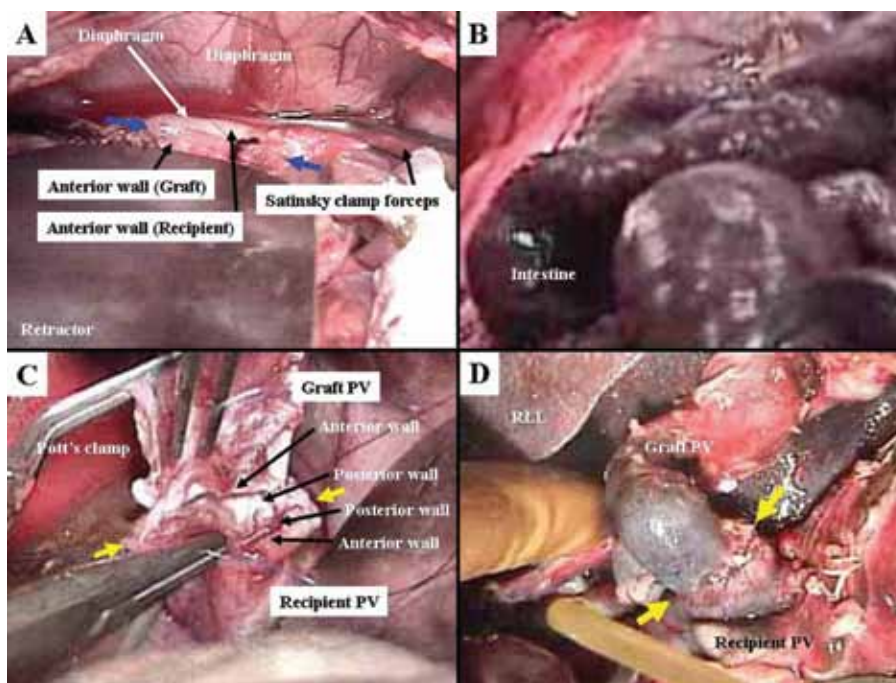 A
Diaphragm
Diaphragm
Anterior wall (Graft)
Anterior wall (Recipient)
Satinsky clamp forceps
Retractor
B
Intestine
C
Graft PV
Anterior wall
Pott's clamp
Posterior wall
Posterior wall
Anterior wall
Recipient PV
D
RLL
Graft PV
Recipient PV